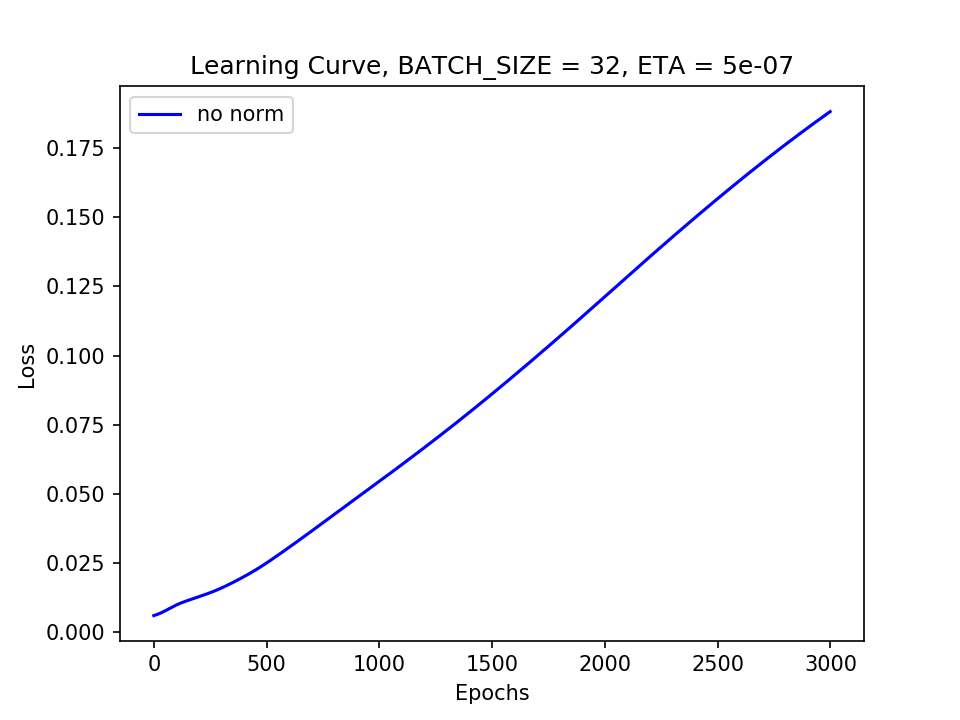 Learning Curve, BATCH_SIZE = 32, ETA = 5e-07
no norm
0.175
0.150
0.125
0.100
0.075
0.050
0.025
0.000
Loss
0 500 1000 1500 2000 2500 3000
Epochs